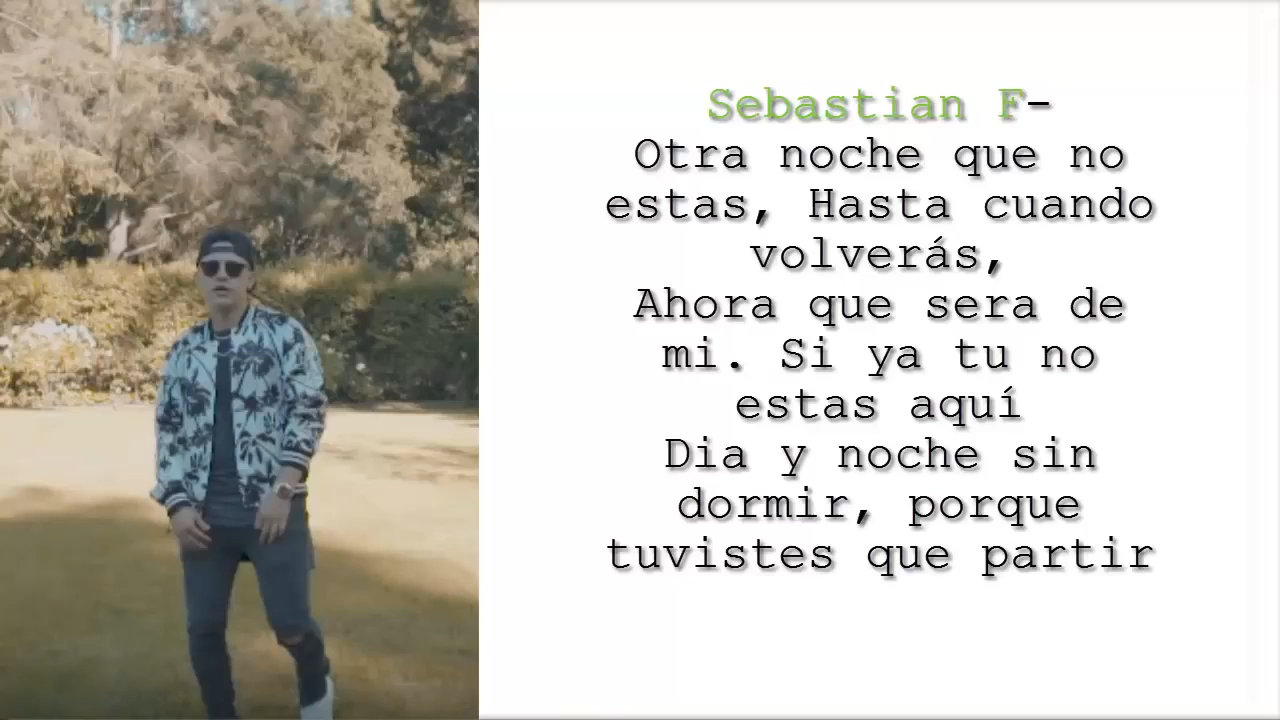 Sebastian F-
Otra noche que no
estas, Hasta cuando
volverás,
Ahora que sera de
mi. Si ya tu no
estas aquí
Dia y noche sin
dormir, porque
tuvistes que partir